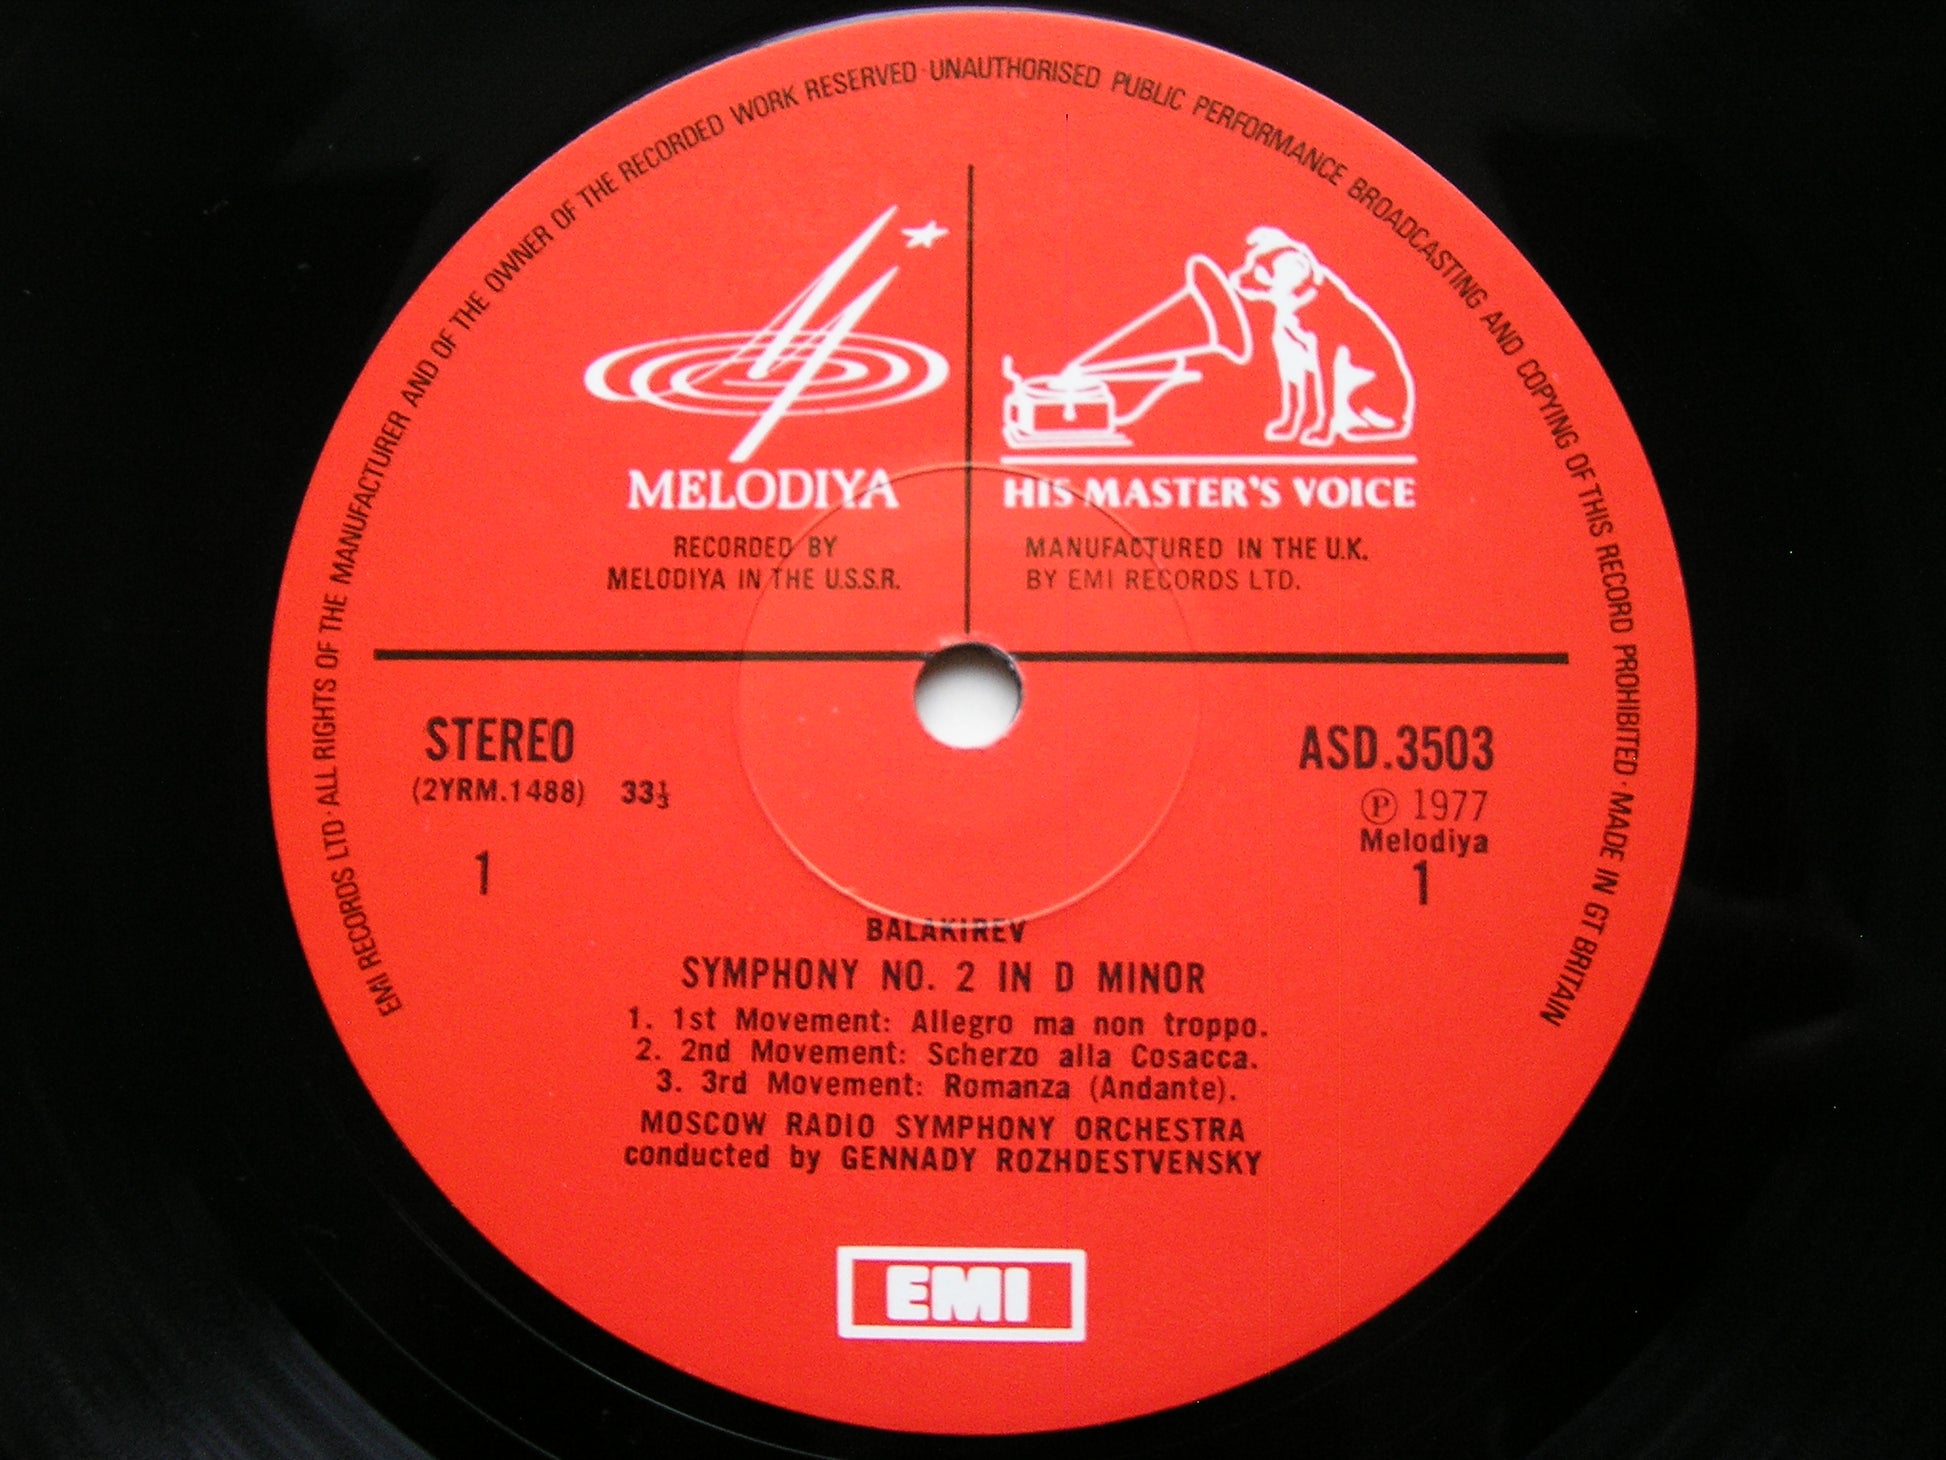 EMI RECORDS LTD · ALL RIGHTS OF THE MANUFACTURER AND OF THE OWNER OF THE RECORDED WORK RESERVED · UNAUTHORISED PUBLIC PERFORMANCE BROADCASTING AND COPYING OF THIS RECORD PROHIBITED · MADE IN GT BRITAIN
MELODIYA
RECORDED BY
MELODIYA IN THE U.S.S.R.
HIS MASTER'S VOICE
MANUFACTURED IN THE U.K.
BY EMI RECORDS LTD.
STEREO
(2YRM.1488) 33⅓
1
ASD.3503
℗ 1977
Melodiya
1
BALAKIREV
SYMPHONY NO. 2 IN D MINOR
1. 1st Movement: Allegro ma non troppo.
2. 2nd Movement: Scherzo alla Cosacca.
3. 3rd Movement: Romanza (Andante).
MOSCOW RADIO SYMPHONY ORCHESTRA
conducted by GENNADY ROZHDESTVENSKY
EMI